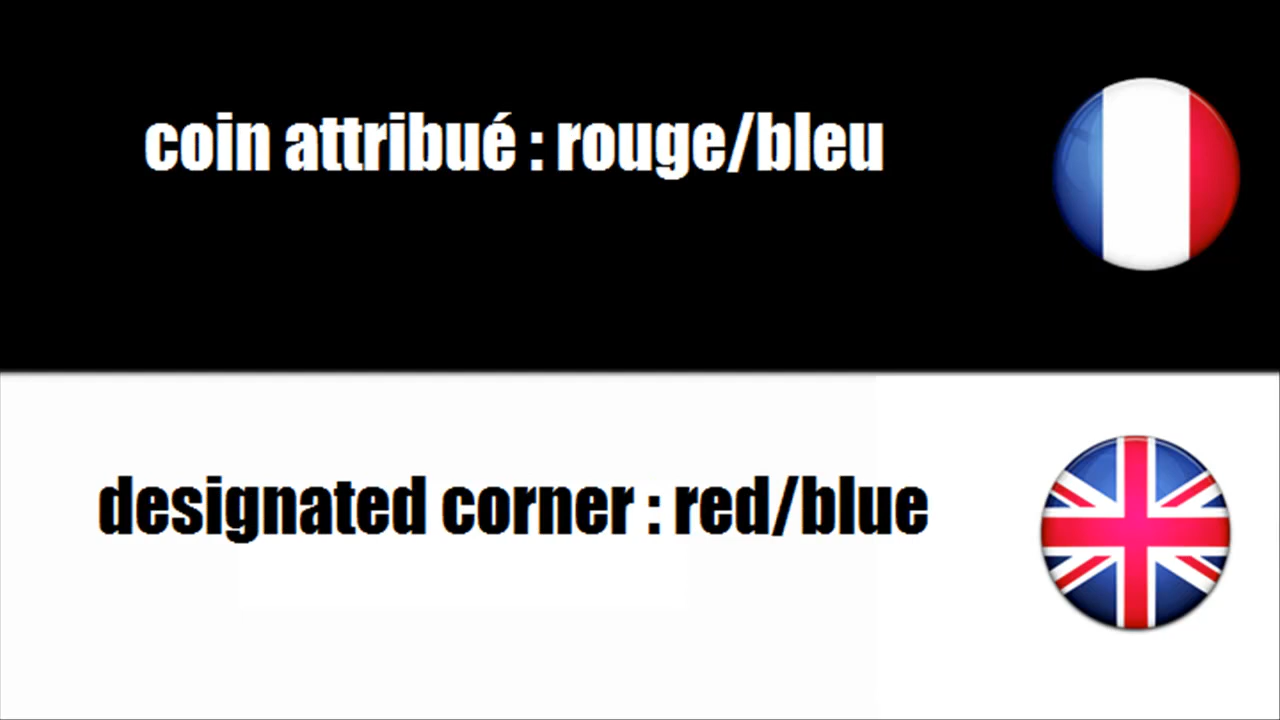 coin attribué : rouge/bleu
designated corner : red/blue